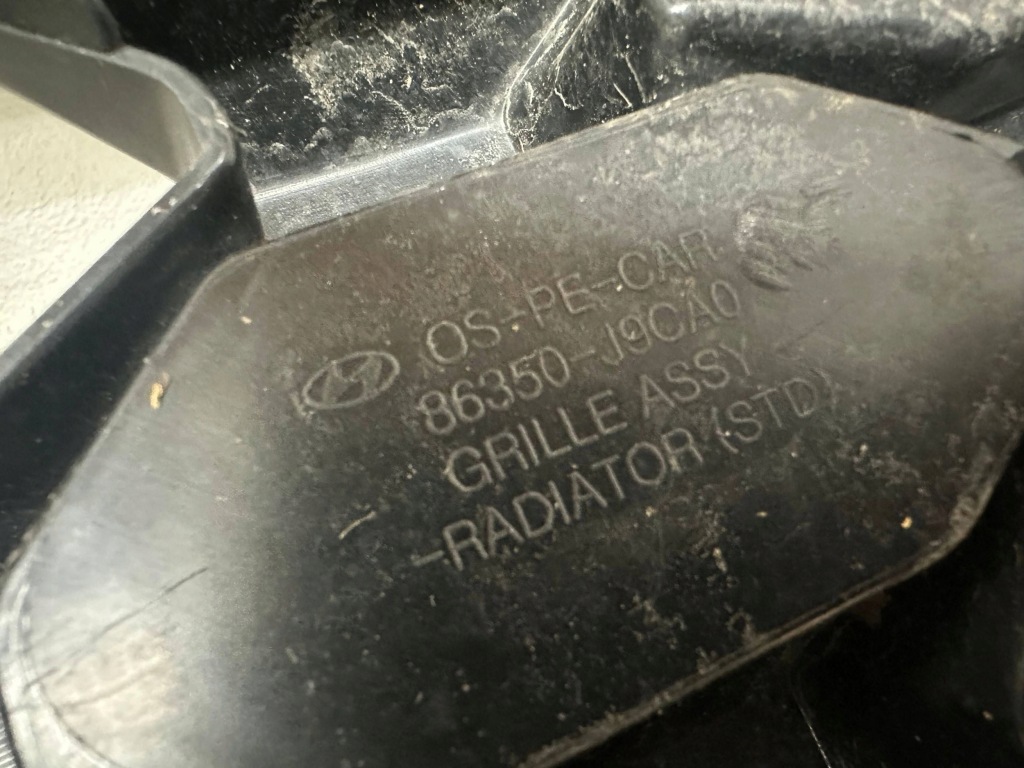 OS-PE-CAR
86350-J9CA0
GRILLE ASSY
-RADIATOR (STD)